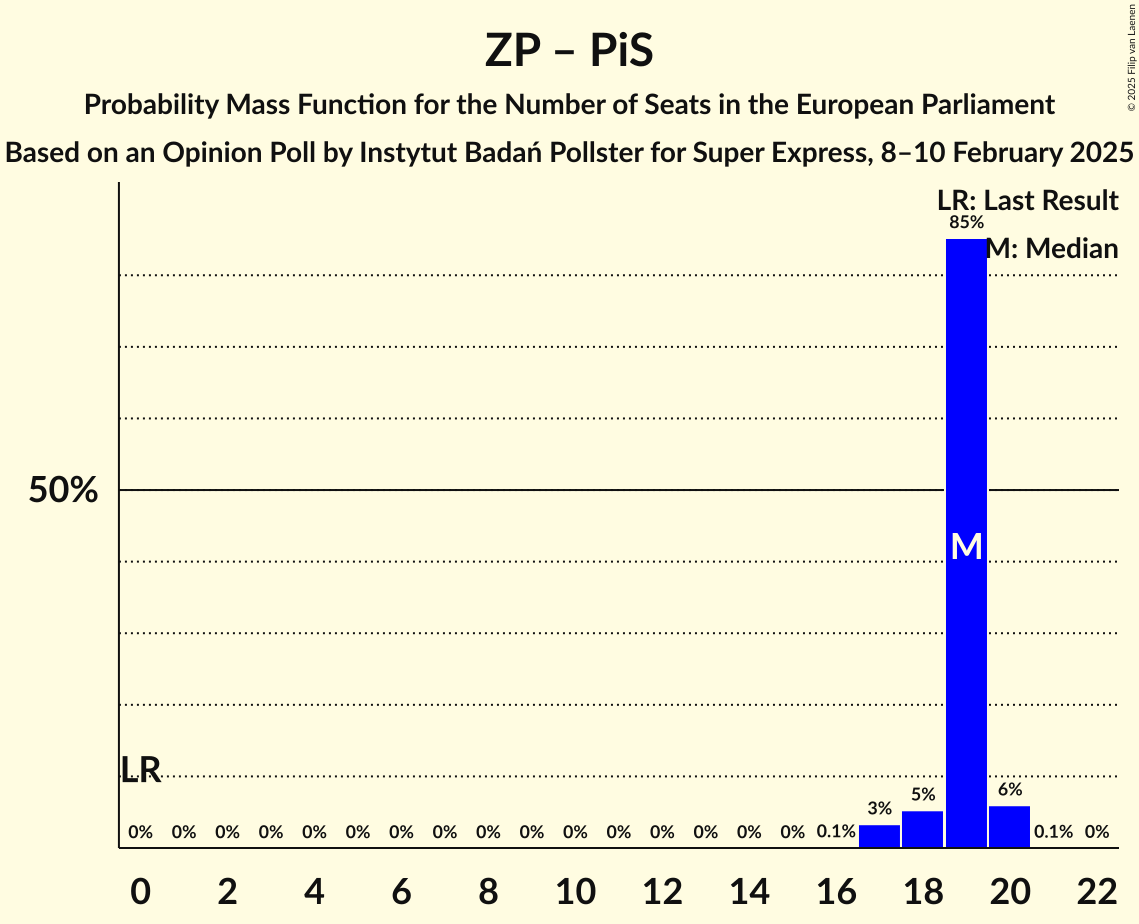 ZP – PiS
Probability Mass Function for the Number of Seats in the European Parliament
Based on an Opinion Poll by Instytut Badań Pollster for Super Express, 8–10 February 2025
© 2025 Filip van Laenen
LR: Last Result
M: Median
85%
50%
M
LR
0% 0% 0% 0% 0% 0% 0% 0% 0% 0% 0% 0% 0% 0% 0% 0% 0.1% 3% 5% 6% 0.1% 0%
0 2 4 6 8 10 12 14 16 18 20 22